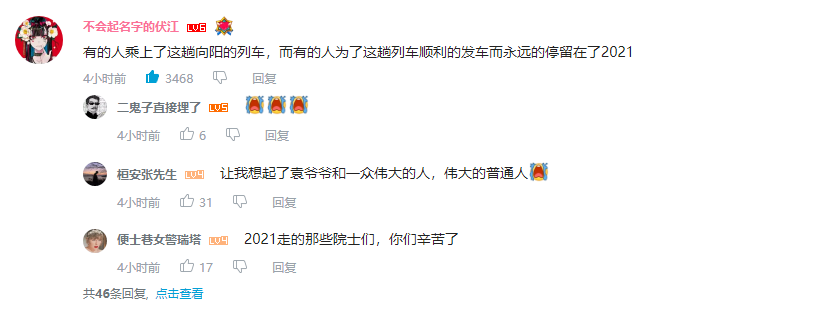 不会起名字的伏江 LV6
有的人乘上了这趟向阳的列车，而有的人为了这趟列车顺利的发车而永远的停留在了2021
4小时前 3468 回复
二鬼子直接埋了 LV5
4小时前 6 回复
桓安张先生 LV4 让我想起了袁爷爷和一众伟大的人，伟大的普通人
4小时前 31 回复
便士巷女警瑞塔 LV4 2021走的那些院士们，你们辛苦了
4小时前 17 回复
共46条回复, 点击查看